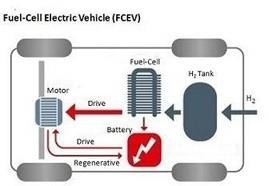 Fuel-Cell Electric Vehicle (FCEV)
Fuel-Cell
H₂ Tank
Motor
Drive
H₂
Battery
Drive
Regenerative